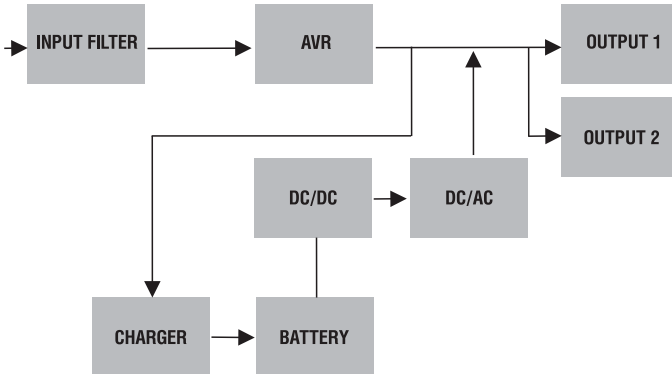 INPUT FILTER
AVR
OUTPUT 1
OUTPUT 2
DC/DC
DC/AC
CHARGER
BATTERY